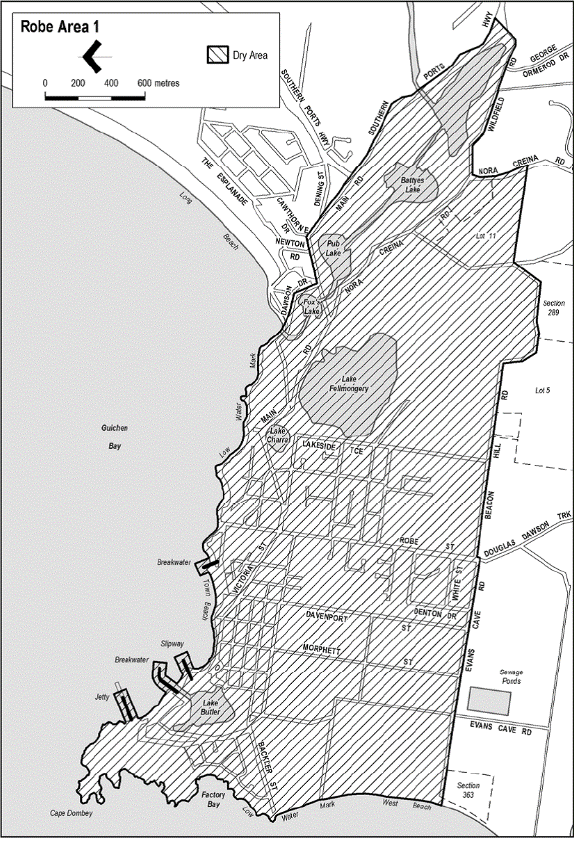 Robe Area 1
Dry Area
0 200 400 600 metres
HWY
PORTS
SOUTHERN
GEORGE
ORMEROD DR
RD
WILDFIELD
SOUTHERN PORTS HWY
THE ESPLANADE
DENING ST
CAWTHORNE
DR
MAIN RD
Battyes
Lake
NORA CREINA RD
Long
Beach
NEWTON
RD
Pub
Lake
NORA CREINA RD
Lot 11
DAWSON DR
Fox's
Lake
Section
289
Lake
Fellmongery
Lot 5
Guichen
Bay
Low Water Mark
MAIN RD
Lake
Charra
LAKESIDE TCE
BEACON HILL RD
ROBE ST
DOUGLAS DAWSON TRK
Breakwater
Town Beach
VICTORIA ST
WHITE ST
DENTON DR
DAVENPORT ST
EVANS CAVE RD
MORPHETT ST
Slipway
Breakwater
Jetty
Lake
Butler
Sewage
Ponds
EVANS CAVE RD
BACKLER ST
Factory
Bay
Section
363
Cape Dombey
Low Water Mark West Beach